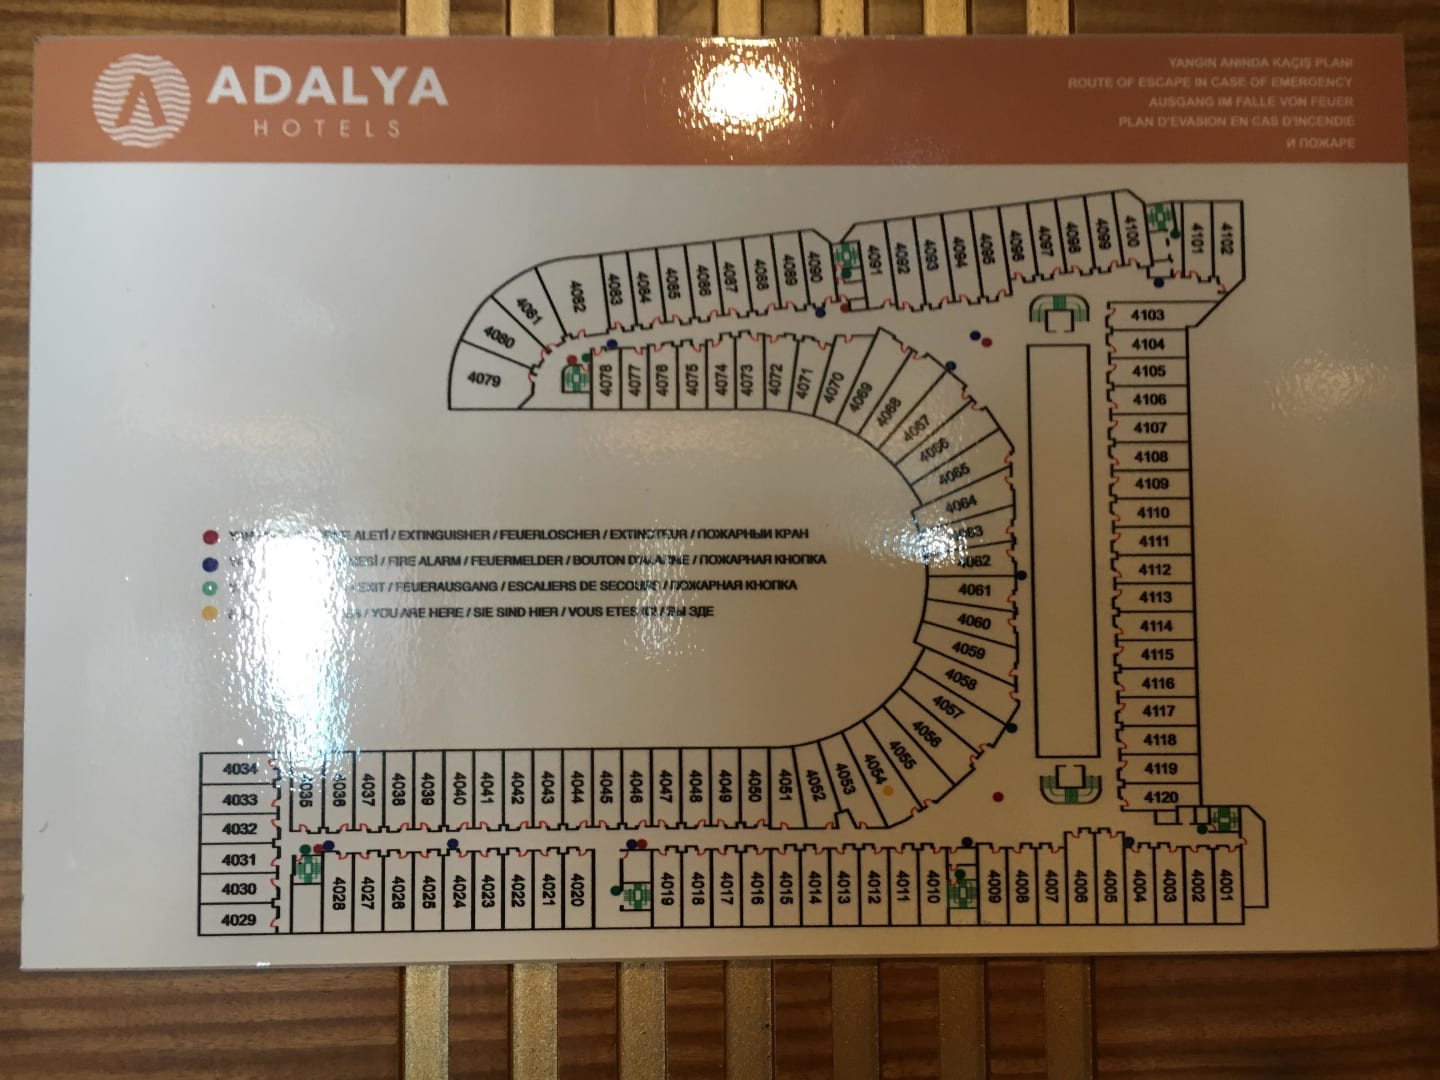 ADALYA
HOTELS
YANGIN ANINDA KAÇIŞ PLANI
ROUTE OF ESCAPE IN CASE OF EMERGENCY
AUSGANG IM FALLE VON FEUER
PLAN D'EVASION EN CAS D'INCENDIE
И ПОЖАРЕ
4082 4083 4084 4085 4086 4087 4088 4089 4090 4091 4092 4093 4094 4095 4096 4097 4098 4099 4100 4101 4102
4081
4080
4079
4078 4077 4076 4075 4074 4073 4072 4071 4070 4069 4068 4067 4066 4065 4064
4063
4062
4061
4060
4059
4058
4057
4056
4055
4054
4053
4103
4104
4105
4106
4107
4108
4109
4110
4111
4112
4113
4114
4115
4116
4117
4118
4119
4120
ALETİ / EXTINGUISHER / FEUERLOSCHER / EXTINCTEUR / ПОЖАРНЫЙ КРАН
/ FIRE ALARM / FEUERMELDER / BOUTON / ПОЖАРНАЯ КНОПКА
/ FEUERAUSGANG / ESCALIERS DE SECOURS / ПОЖАРНАЯ КНОПКА
/ YOU ARE HERE / SIE SIND HIER / VOUS ETES ICI / ВЫ ЗДЕ
4034
4033
4032
4031
4030
4029
4035 4036 4037 4038 4039 4040 4041 4042 4043 4044 4045 4046 4047 4048 4049 4050 4051 4052
4028 4027 4026 4025 4024 4023 4022 4021 4020 4019 4018 4017 4016 4015 4014 4013 4012 4011 4010 4009 4008 4007 4006 4005 4004 4003 4002 4001